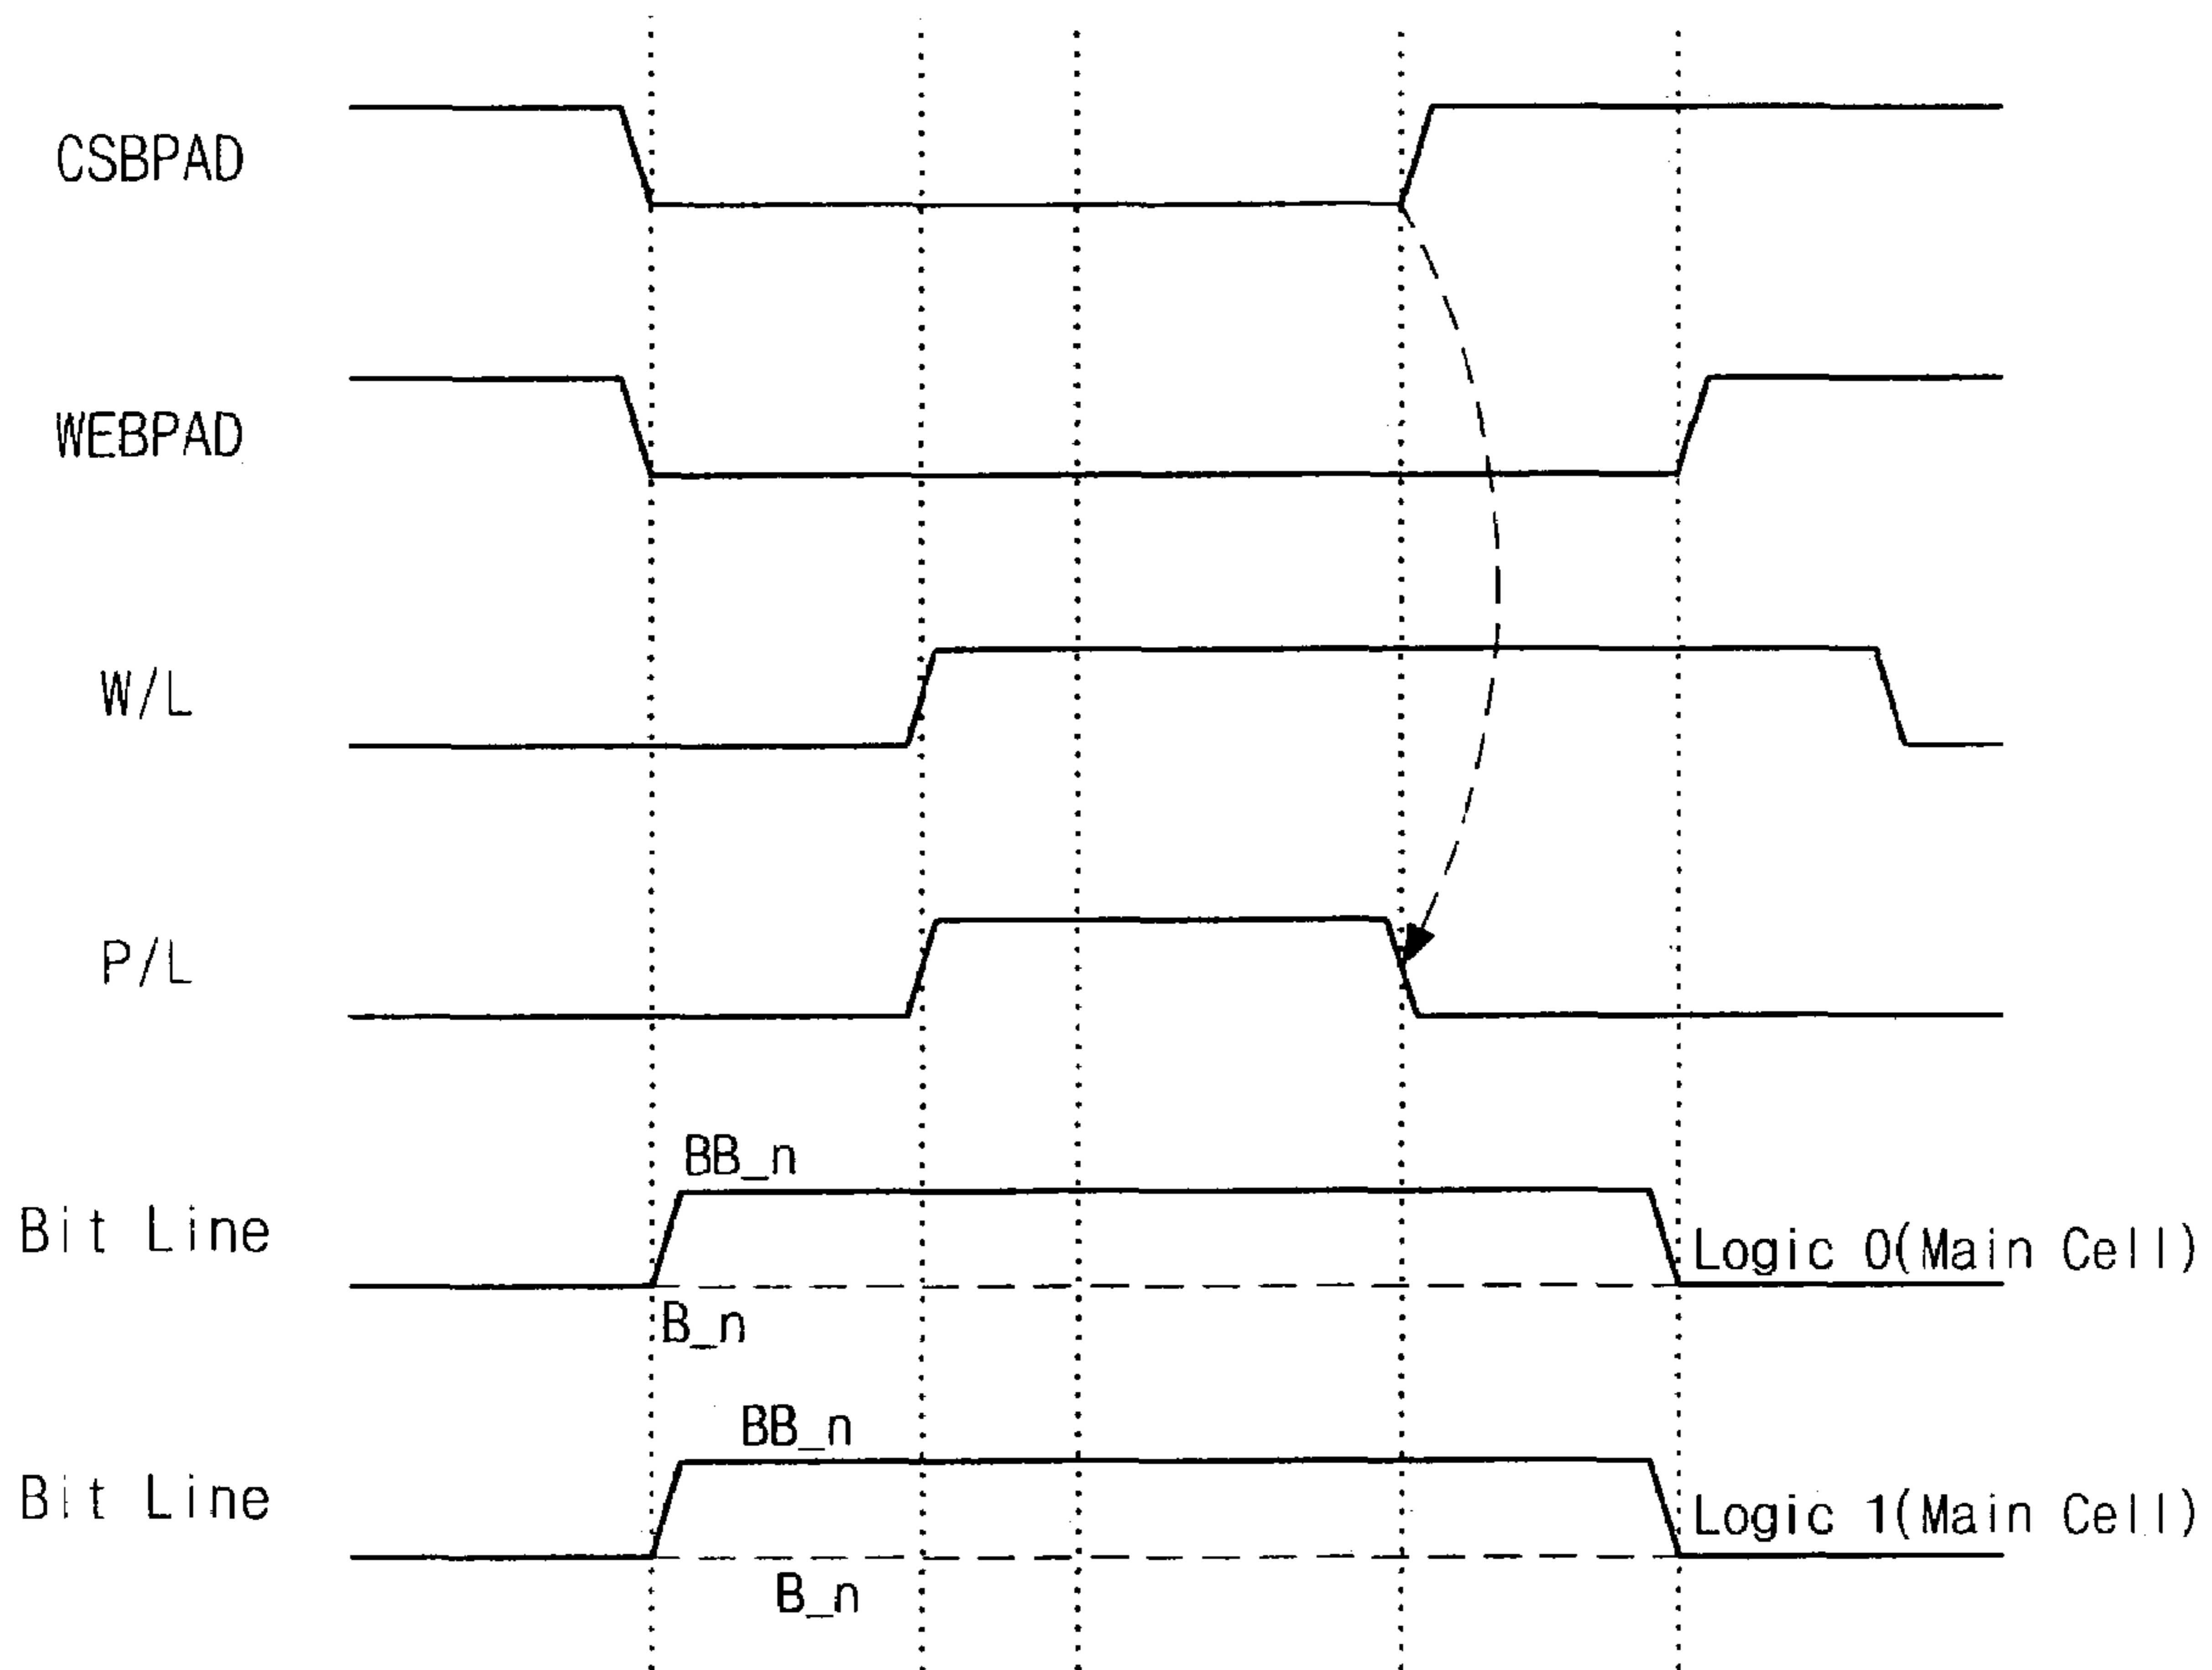 CSBPAD
WEBPAD
W/L
P/L
BB_n
Bit Line
Logic 0(Main Cell)
B_n
BB_n
Bit Line
Logic 1(Main Cell)
B_n